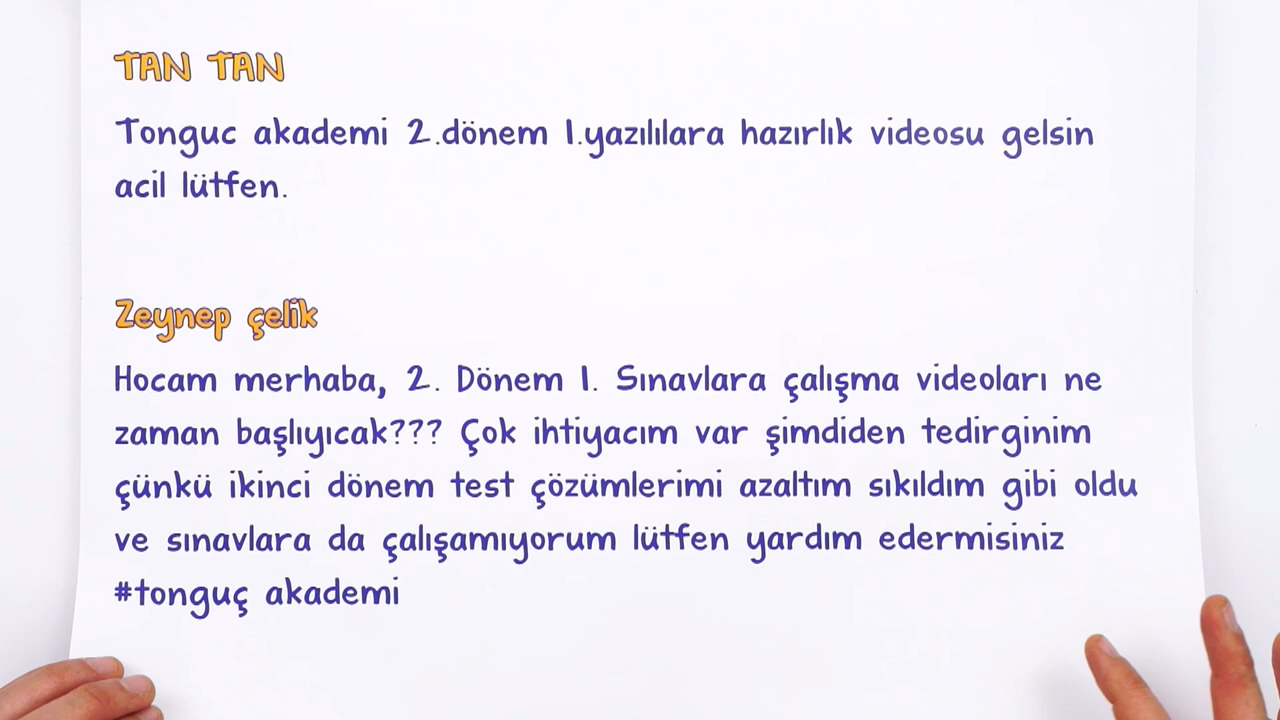 TAN TAN
Tonguc akademi 2.dönem 1.yazılılara hazırlık videosu gelsin
acil lütfen.
Zeynep çelik
Hocam merhaba, 2. Dönem 1. Sınavlara çalışma videoları ne
zaman başlıyıcak??? Çok ihtiyacım var şimdiden tedirginim
çünkü ikinci dönem test çözümlerimi azaltım sıkıldım gibi oldu
ve sınavlara da çalışamıyorum lütfen yardım edermisiniz
#tonguç akademi